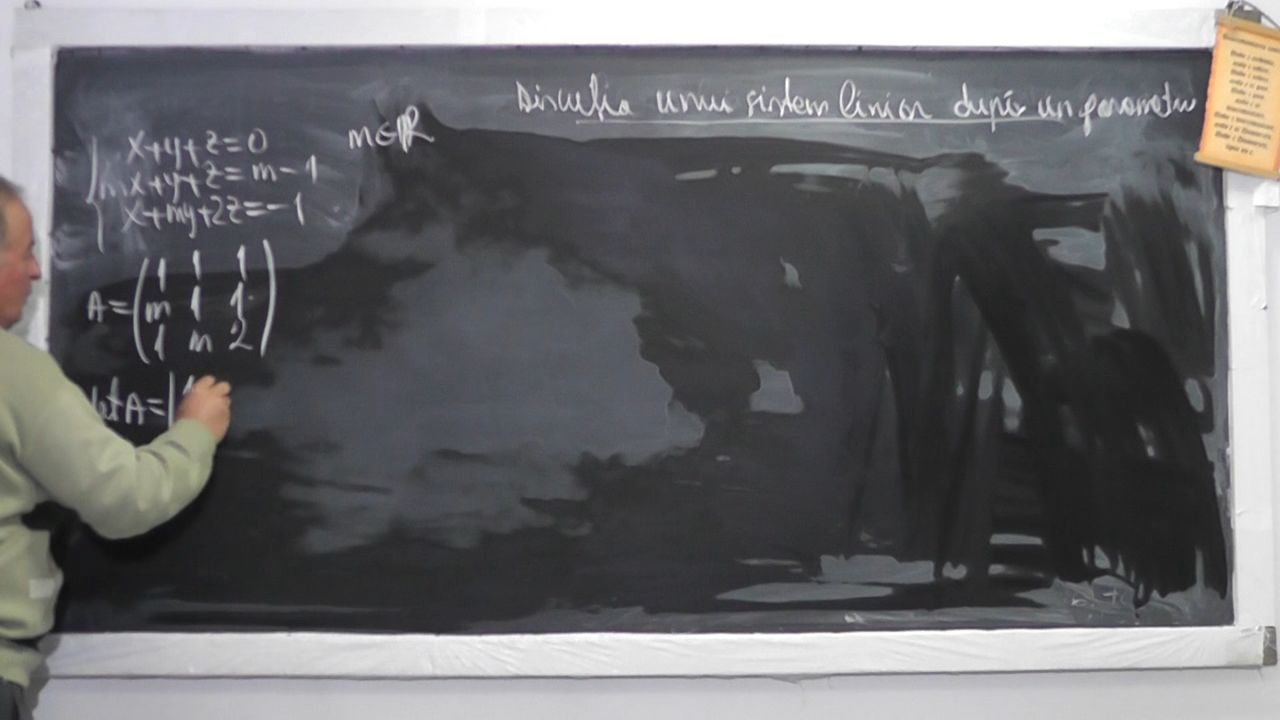 Discuția unui sistem liniar după un parametru
x+y+z=0
m∈ℝ
mx+y+z=m-1
x+my+2z=-1
A=(1 1 1
m 1 1
1 m 2)
det A=|1